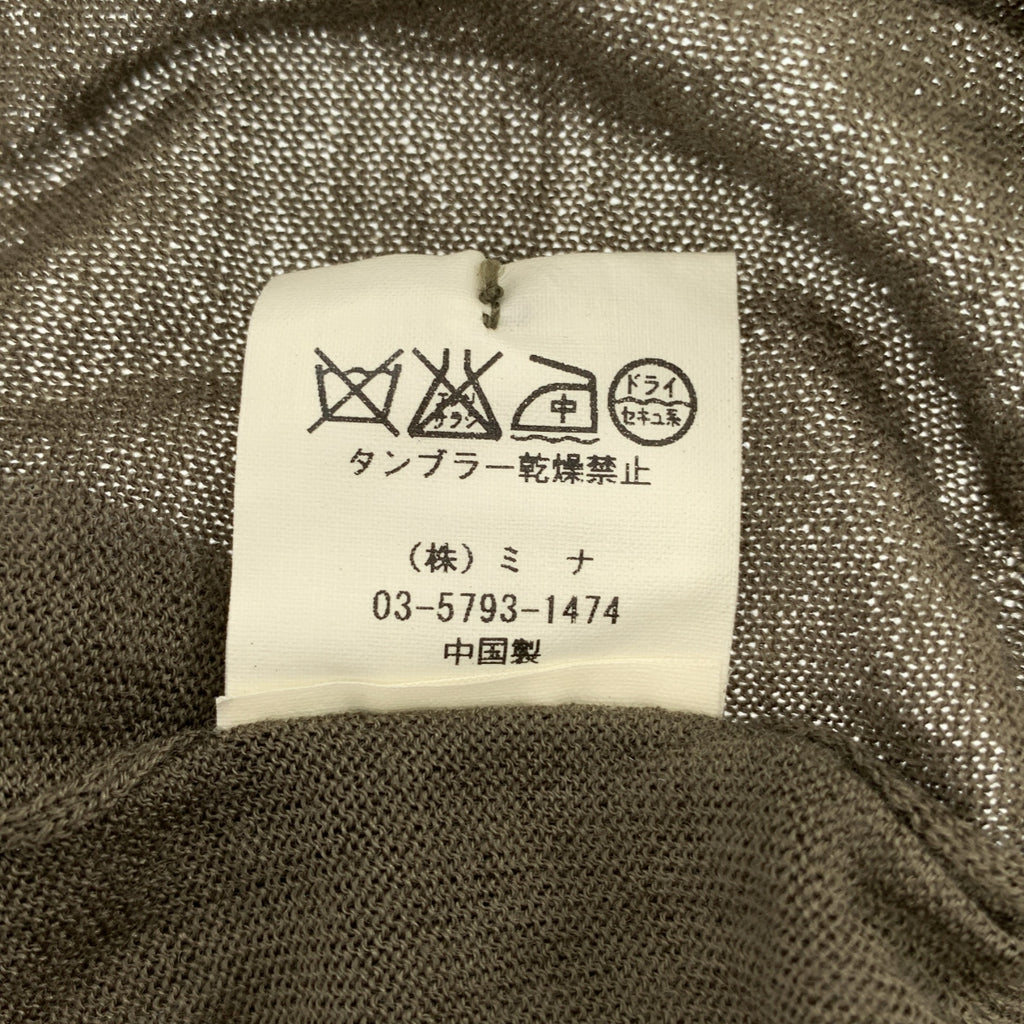 中
ドライ
セキユ系
タンブラー乾燥禁止
(株)ミナ
03-5793-1474
中国製